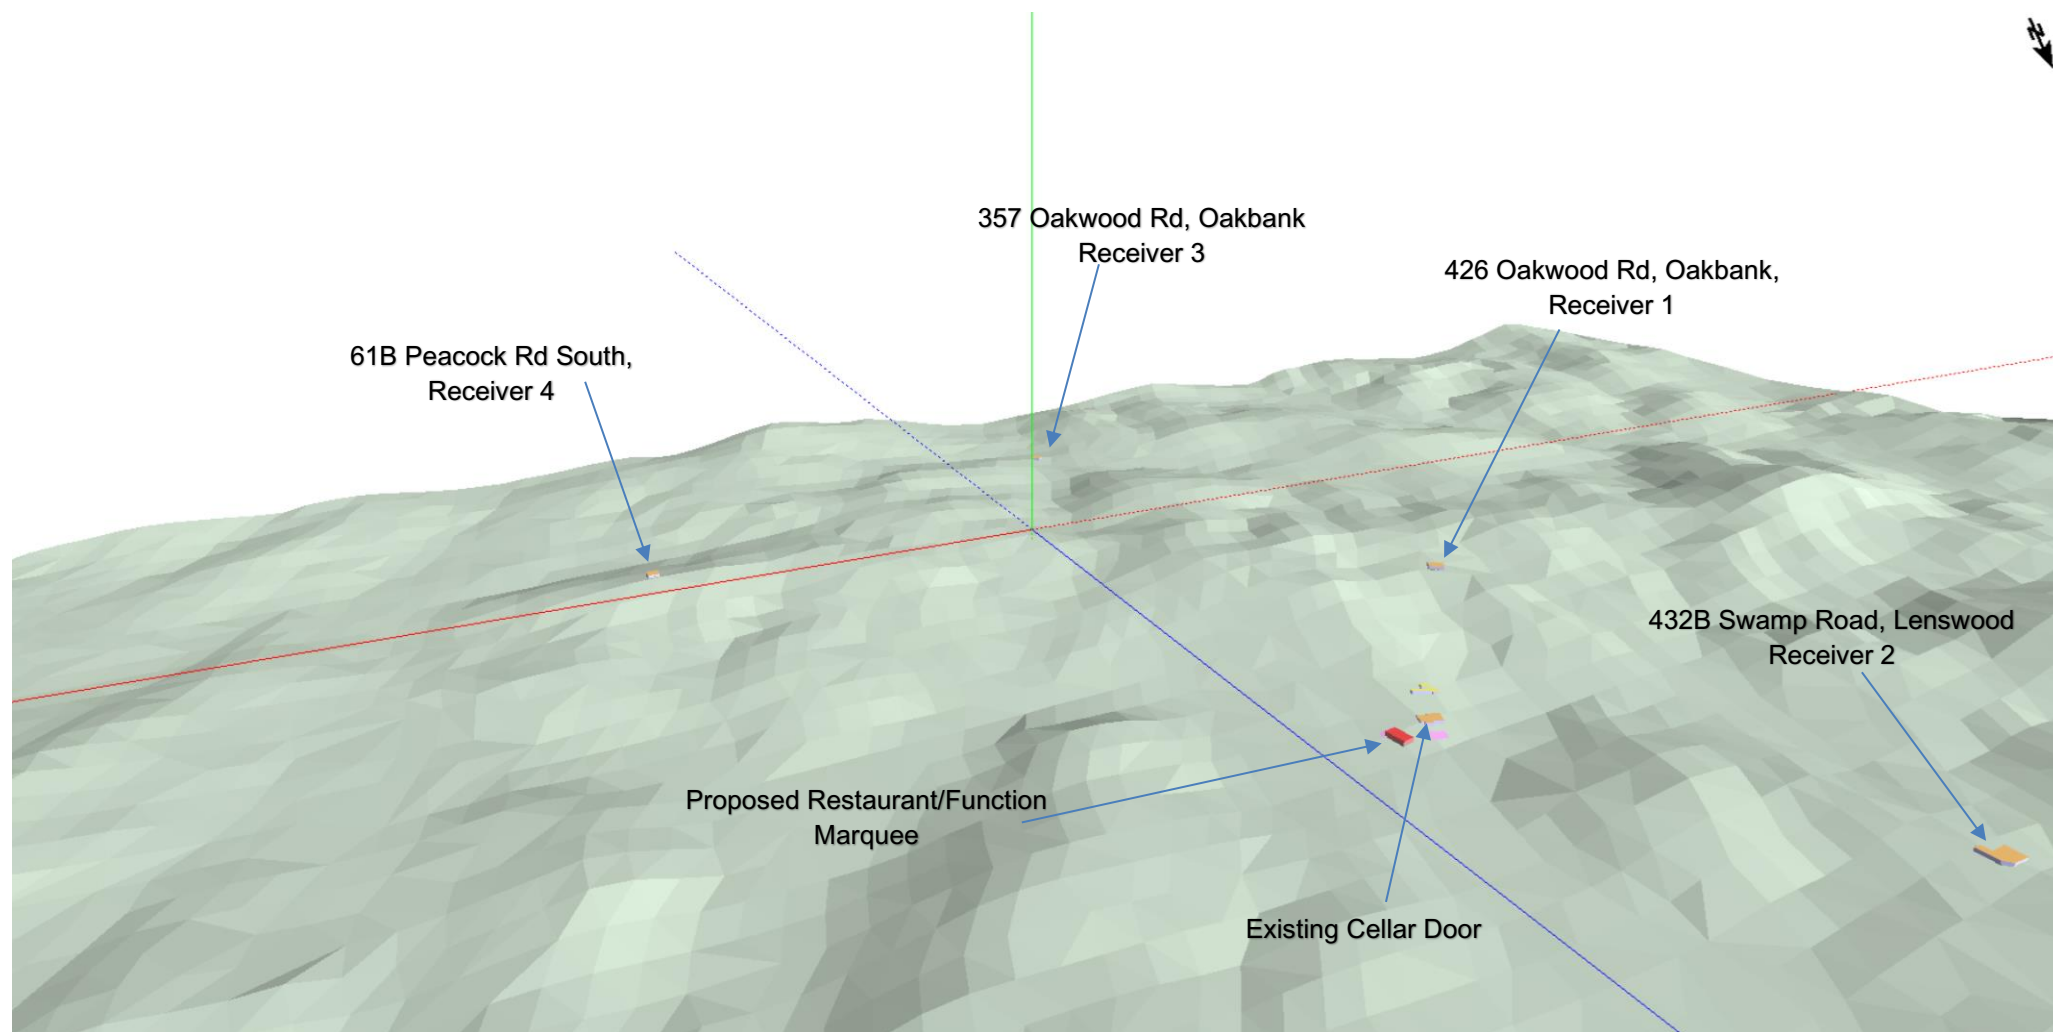 N
357 Oakwood Rd, Oakbank
Receiver 3
426 Oakwood Rd, Oakbank,
Receiver 1
61B Peacock Rd South,
Receiver 4
432B Swamp Road, Lenswood
Receiver 2
Proposed Restaurant/Function
Marquee
Existing Cellar Door